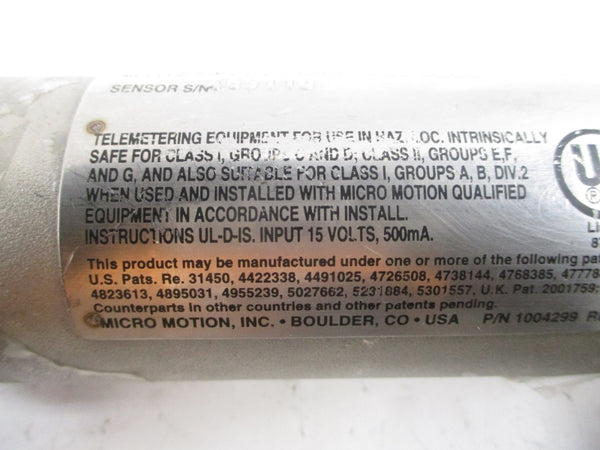 SENSOR S/N
TELEMETERING EQUIPMENT FOR USE IN HAZ. LOC. INTRINSICALLY
SAFE FOR CLASS I, GROUPS C AND D; CLASS II, GROUPS E,F,
AND G, AND ALSO SUITABLE FOR CLASS I, GROUPS A, B, DIV.2
WHEN USED AND INSTALLED WITH MICRO MOTION QUALIFIED
EQUIPMENT IN ACCORDANCE WITH INSTALL.
INSTRUCTIONS UL-D-IS. INPUT 15 VOLTS, 500mA.
This product may be manufactured under one or more of the following
U.S. Pats. Re. 31450, 4422338, 4491025, 4726508, 4738144, 4768385,
4823613, 4895031, 4955239, 5027662, 5231884, 5301557, U.K. Pat. 2001759;
Counterparts in other countries and other patents pending.
MICRO MOTION, INC. • BOULDER, CO • USA P/N 1004299